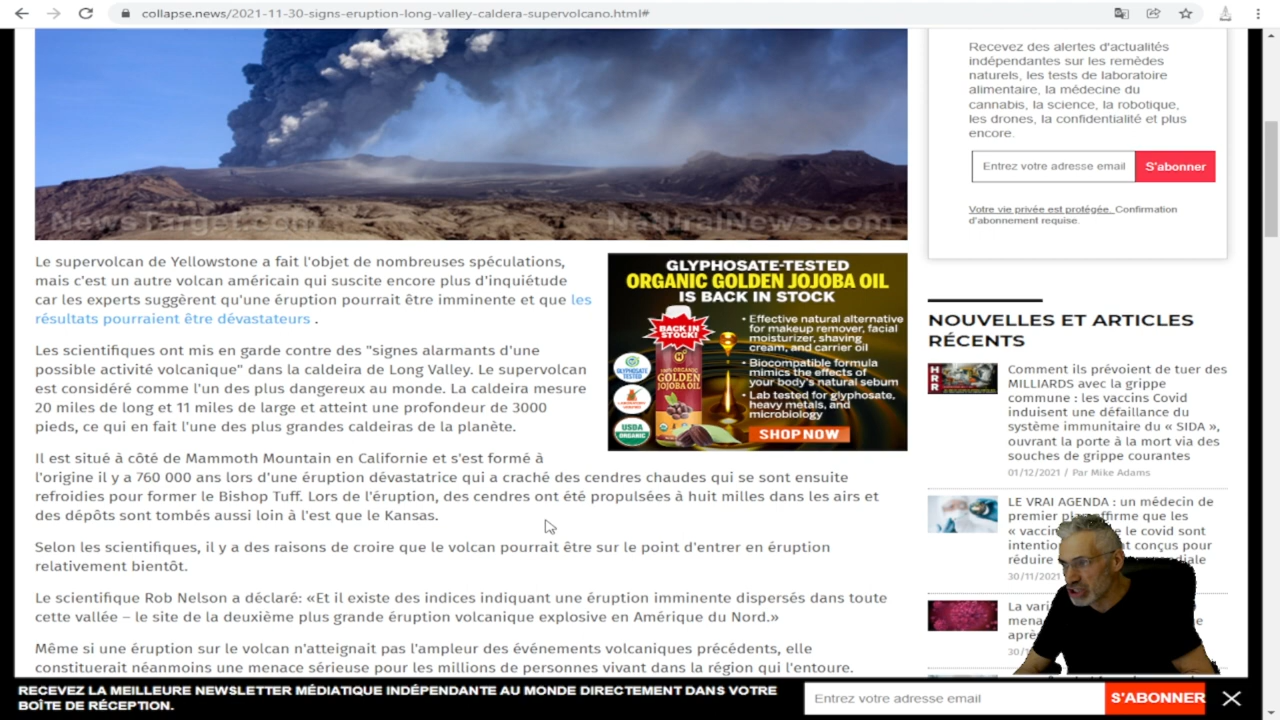 collapse.news/2021-11-30-signs-eruption-long-valley-caldera-supervolcano.html#
NaturalNews.com
Le supervolcan de Yellowstone a fait l'objet de nombreuses spéculations,
mais c'est un autre volcan américain qui suscite encore plus d'inquiétude
car les experts suggèrent qu'une éruption pourrait être imminente et que les
résultats pourraient être dévastateurs .
Les scientifiques ont mis en garde contre des "signes alarmants d'une
possible activité volcanique" dans la caldeira de Long Valley. Le supervolcan
est connu comme l'un des plus dangereux au monde. La caldeira mesure
20 miles de long et 11 miles de large et atteint une profondeur de 3000
pieds, ce qui en fait l'une des plus grandes caldeiras de la planète.
Il est situé à côté de Mammoth Mountain en Californie et s'est formé à
l'origine il y a 760 000 ans lors d'une éruption dévastatrice qui a craché des cendres chaudes qui se sont ensuite
refroidies pour former le Bishop Tuff. Lors de l'éruption, des cendres ont été propulsées à huit milles dans les airs et
des dépôts sont tombés aussi loin à l'est que le Kansas.
Selon les scientifiques, il y a des raisons de croire que le volcan pourrait être sur le point d'entrer en éruption
relativement bientôt.
Le scientifique Rob Nelson a déclaré: «Et il existe des indices indiquant une éruption imminente dispersés dans toute
cette vallée – le site de la deuxième plus grande éruption volcanique explosive en Amérique du Nord.»
Même si une éruption sur le volcan n'atteignait pas l'ampleur des événements volcaniques précédents, elle
constituerait néanmoins une menace sérieuse pour les millions de personnes vivant dans la région qui l'entoure.
GLYPHOSATE-TESTED
ORGANIC GOLDEN JOJOBA OIL
IS BACK IN STOCK
BACK IN
STOCK!
GLYPHOSATE
TESTED
GOLDEN
JOJOBA OIL
USDA
ORGANIC
• Effective natural alternative
for makeup remover, facial
moisturizer, shaving
cream, and carrier oil
• Biocompatible formula
mimics the effects of
your body's natural sebum
• Lab tested for glyphosate,
heavy metals, and
microbiology
SHOP NOW
Recevez des alertes d'actualités
indépendantes sur les remèdes
naturels, les tests de laboratoire
alimentaire, la médecine du
cannabis, la science, la robotique,
les drones, la confidentialité et plus
encore.
Entrez votre adresse email
S'abonner
Votre vie privée est protégée. Confirmation
d'abonnement requise.
NOUVELLES ET ARTICLES
RÉCENTS
HRR
Comment ils prévoient de tuer des
MILLIARDS avec la grippe
commune : les vaccins Covid
induisent une défaillance du
système immunitaire du « SIDA »,
ouvrant la porte à la mort via des
souches de grippe courantes
01/12/2021 / Par Mike Adams
LE VRAI AGENDA : un médecin de
premier affirme que les
« vaccin le covid sont
intention conçus pour
réduire
30/11/2021
La
RECEVEZ LA MEILLEURE NEWSLETTER MÉDIATIQUE INDÉPENDANTE AU MONDE DIRECTEMENT DANS VOTRE
BOÎTE DE RÉCEPTION.
Entrez votre adresse email
S'ABONNER